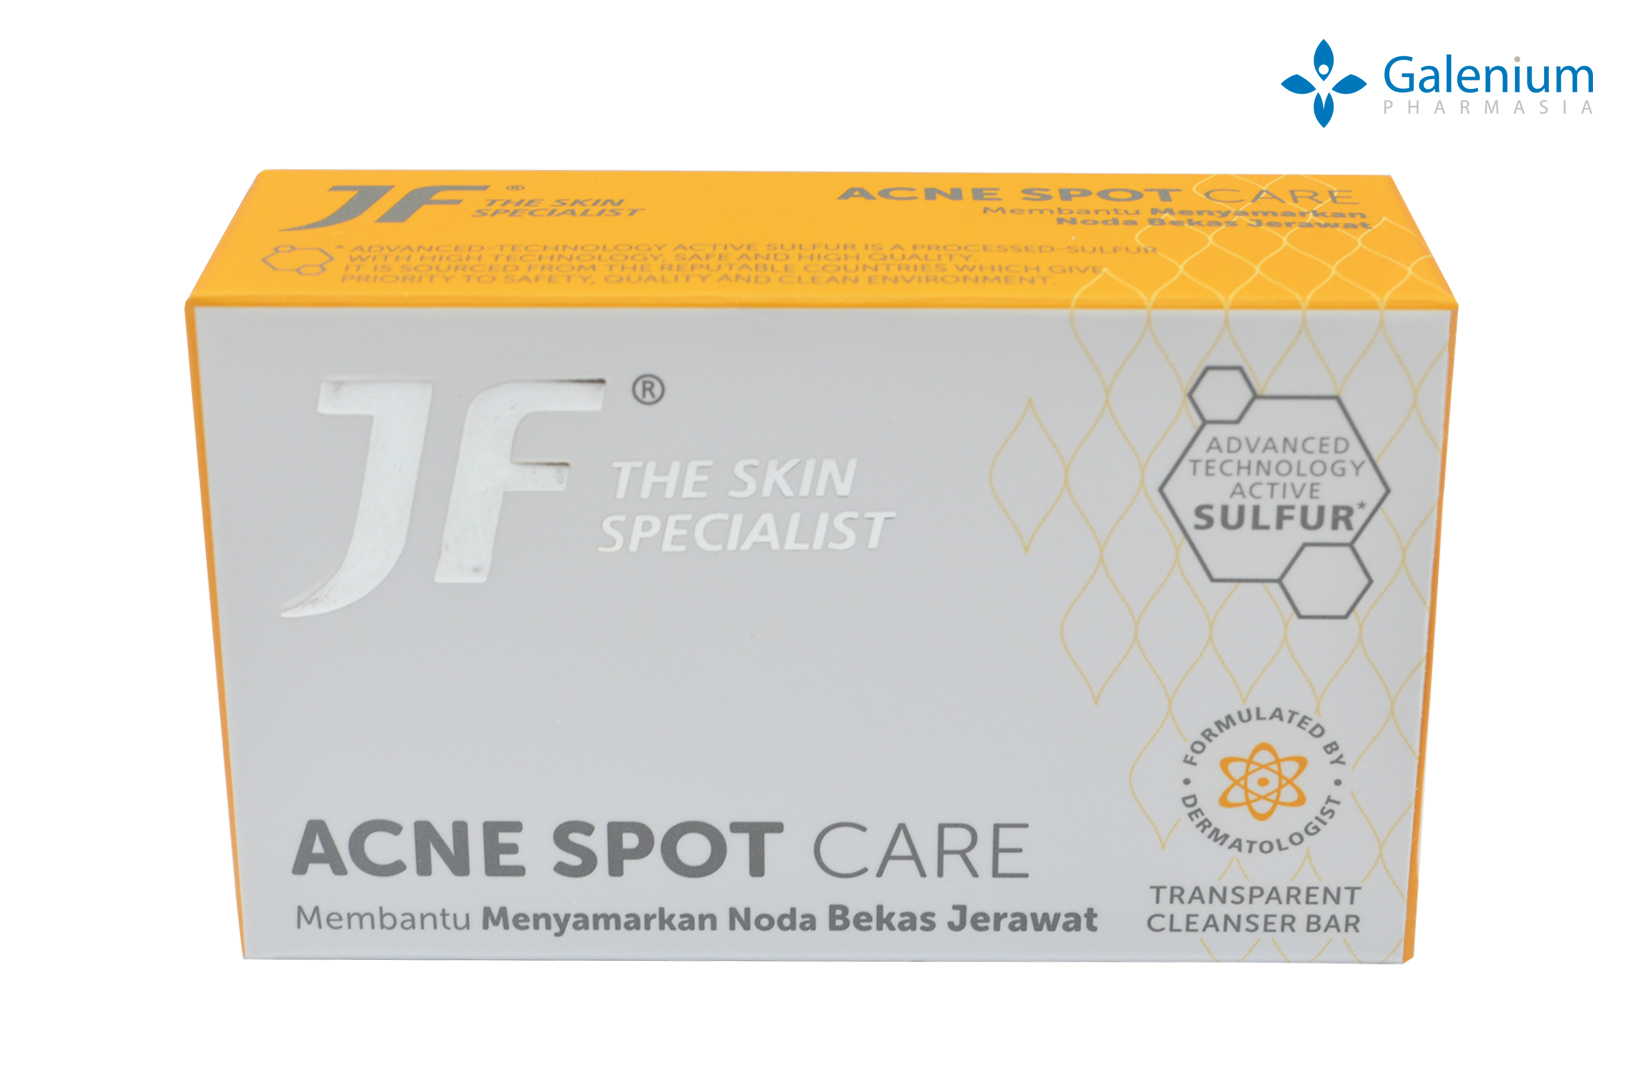 Galenium
PHARMASIA
JF® THE SKIN
SPECIALIST
ACNE SPOT CARE
Membantu Menyamarkan
Noda Bekas Jerawat
* ADVANCED-TECHNOLOGY ACTIVE SULFUR IS A PROCESSED-SULFUR
WITH HIGH TECHNOLOGY, SAFE AND HIGH QUALITY.
IT IS SOURCED FROM THE REPUTABLE COUNTRIES WHICH GIVE
PRIORITY TO SAFETY, QUALITY AND CLEAN ENVIRONMENT.
JF®
THE SKIN
SPECIALIST
ADVANCED
TECHNOLOGY
ACTIVE
SULFUR*
• FORMULATED BY •
DERMATOLOGIST
ACNE SPOT CARE
Membantu Menyamarkan Noda Bekas Jerawat
TRANSPARENT
CLEANSER BAR